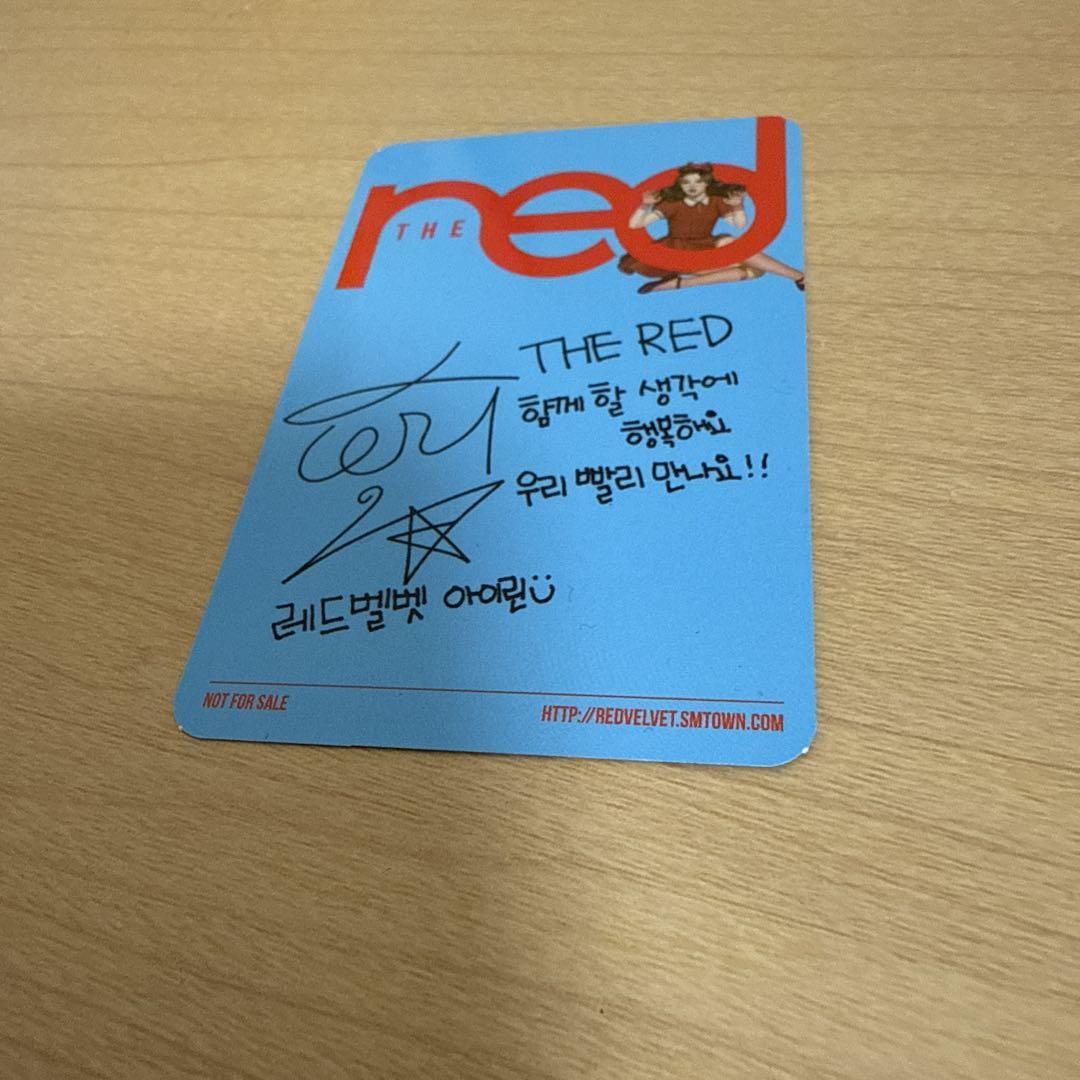 THE red
THE RED
함께 할 생각에
행복해요
우리 빨리 만나요!!
레드벨벳 아이린
NOT FOR SALE
HTTP://REDVELVET.SMTOWN.COM